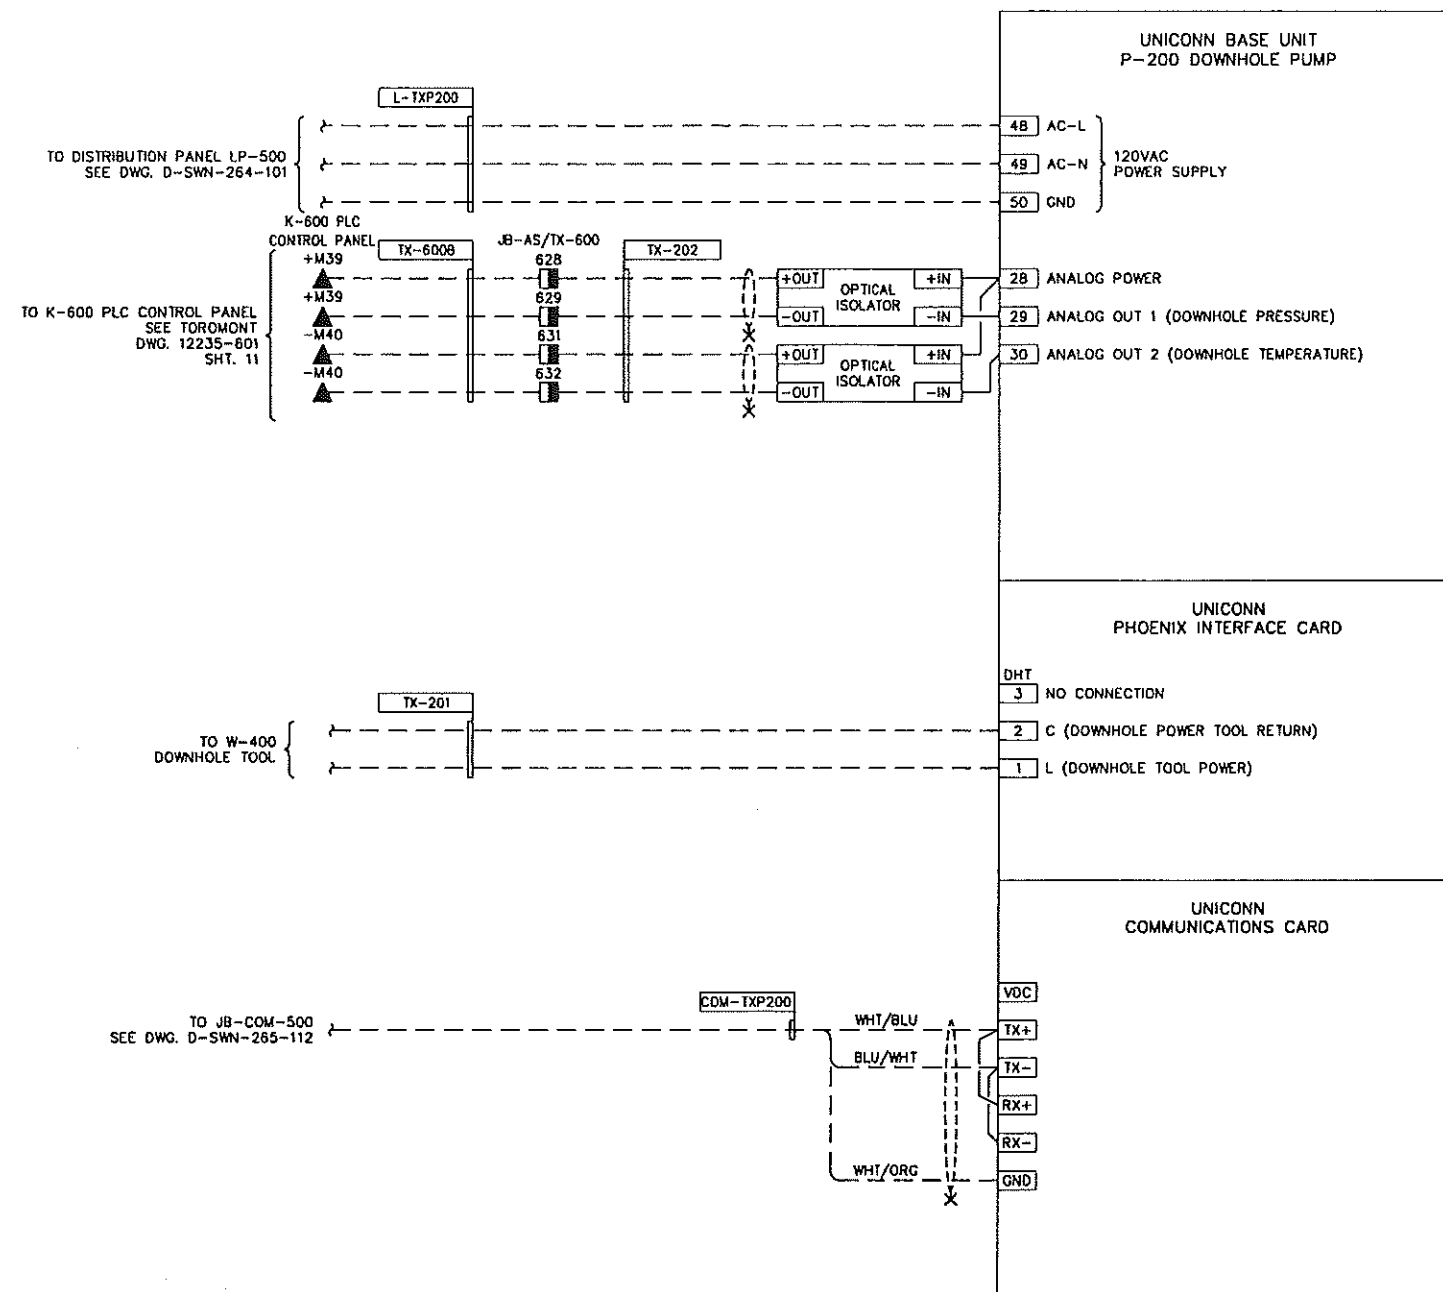 UNICONN BASE UNIT
P-200 DOWNHOLE PUMP
L-TXP200
TO DISTRIBUTION PANEL LP-500
SEE DWG. D-SWN-264-101
48 AC-L
49 AC-N
50 GND
120VAC
POWER SUPPLY
K-600 PLC
CONTROL PANEL
TX-6008
JB-AS/TX-600
TX-202
TO K-600 PLC CONTROL PANEL
SEE TOROMONT
DWG. 12235-601
SHT. 11
+M39
628
+OUT
OPTICAL
ISOLATOR
+IN
28 ANALOG POWER
+M39
629
-OUT
-IN
29 ANALOG OUT 1 (DOWNHOLE PRESSURE)
-M40
631
+OUT
OPTICAL
ISOLATOR
+IN
30 ANALOG OUT 2 (DOWNHOLE TEMPERATURE)
-M40
632
-OUT
-IN
UNICONN
PHOENIX INTERFACE CARD
DHT
3 NO CONNECTION
TX-201
2 C (DOWNHOLE POWER TOOL RETURN)
TO W-400
DOWNHOLE TOOL
1 L (DOWNHOLE TOOL POWER)
UNICONN
COMMUNICATIONS CARD
COM-TXP200
TO JB-COM-500
SEE DWG. D-SWN-265-112
VDC
WHT/BLU
TX+
BLU/WHT
TX-
RX+
RX-
WHT/ORG
GND